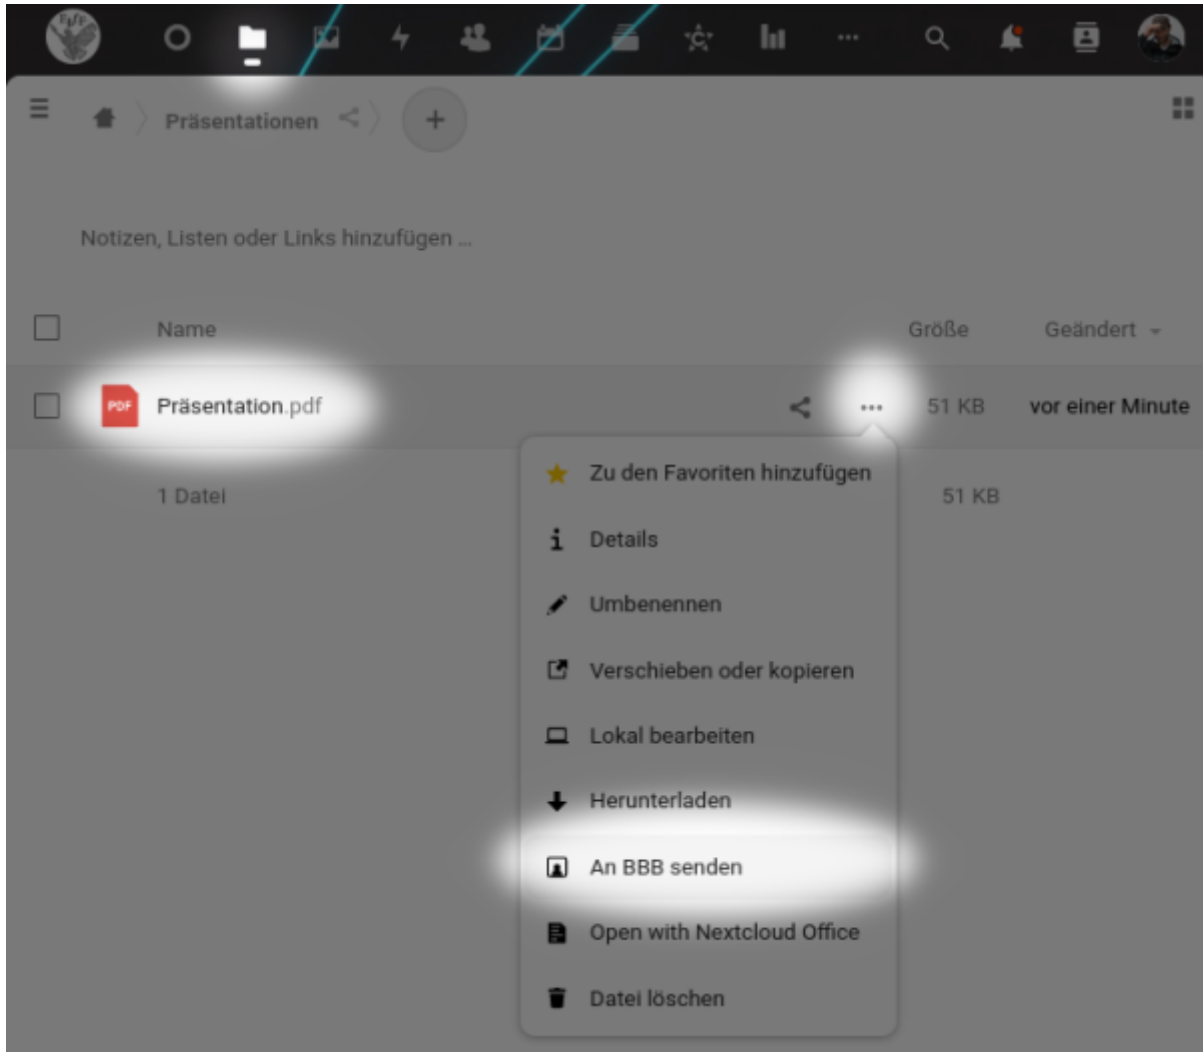 Präsentationen
Notizen, Listen oder Links hinzufügen ...
Name Größe Geändert
PDF Präsentation.pdf 51 KB vor einer Minute
1 Datei 51 KB
Zu den Favoriten hinzufügen
Details
Umbenennen
Verschieben oder kopieren
Lokal bearbeiten
Herunterladen
An BBB senden
Open with Nextcloud Office
Datei löschen